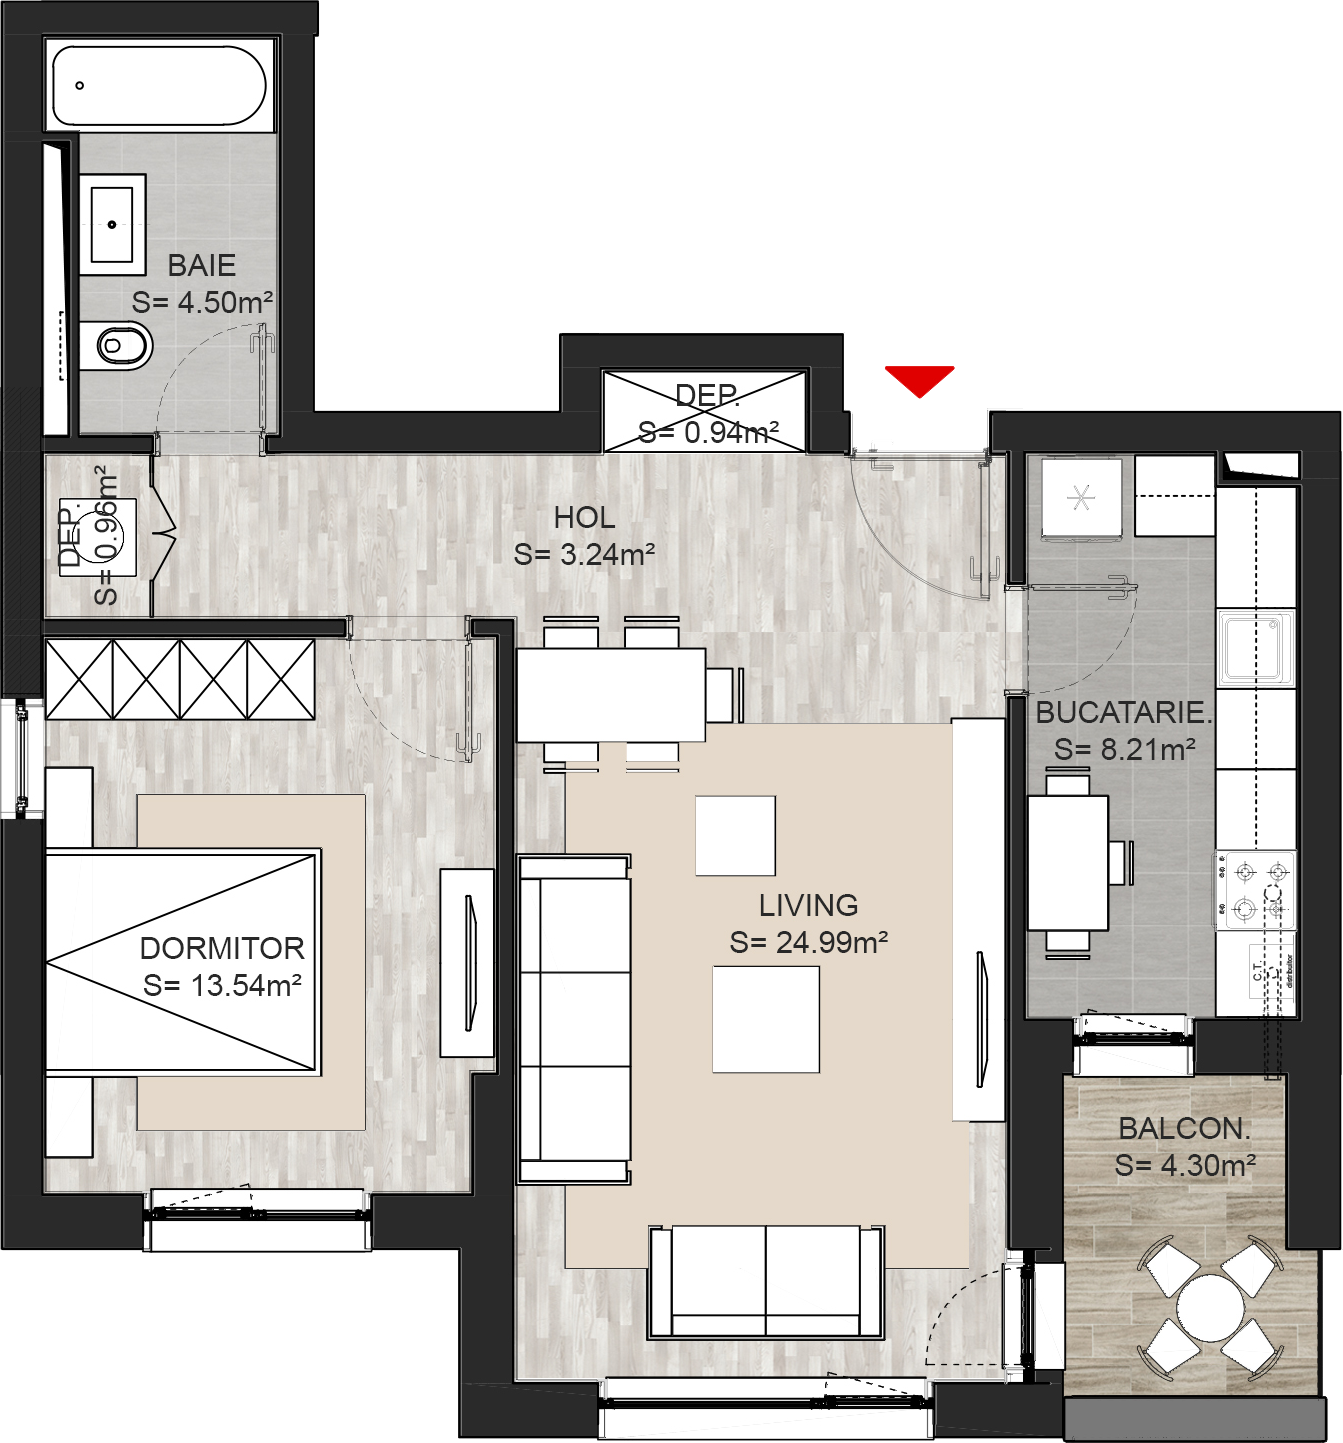 BAIE
S= 4.50m²
DEP.
S= 0.94m²
DEP.
S= 0.96m²
HOL
S= 3.24m²
BUCATARIE.
S= 8.21m²
LIVING
S= 24.99m²
DORMITOR
S= 13.54m²
C.T.
distribuitor
BALCON.
S= 4.30m²